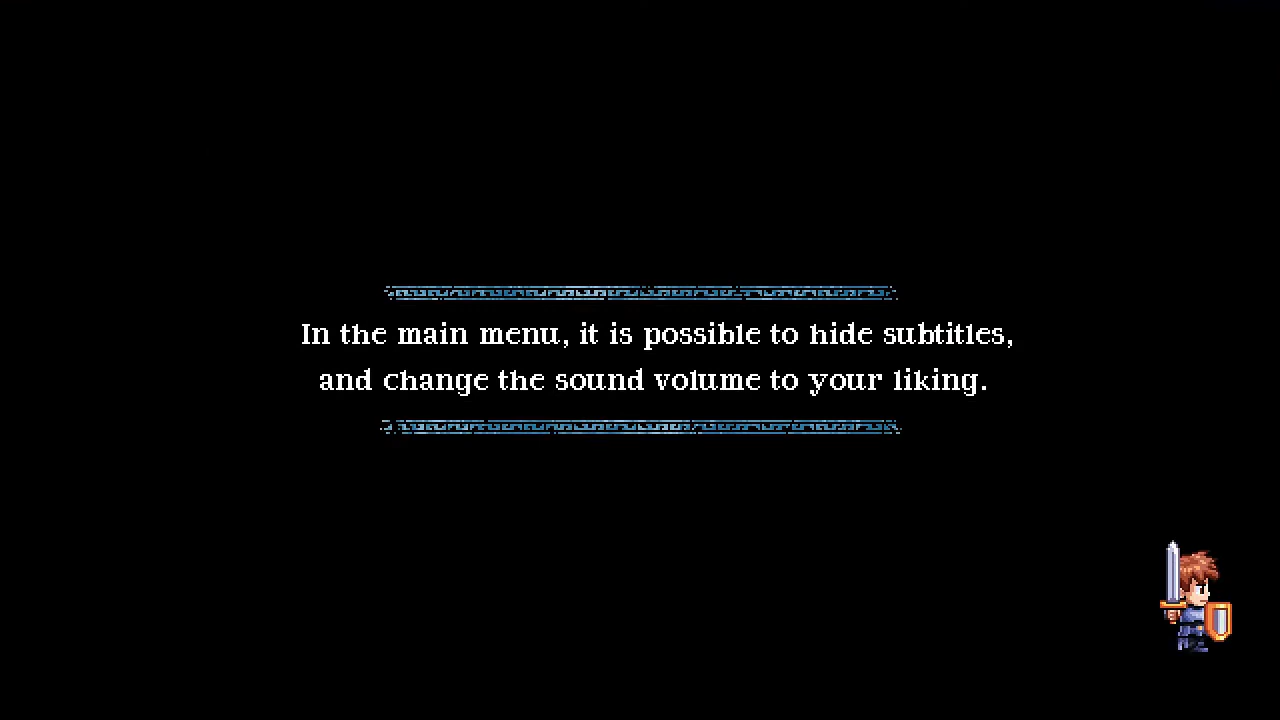 In the main menu, it is possible to hide subtitles,
and change the sound volume to your liking.